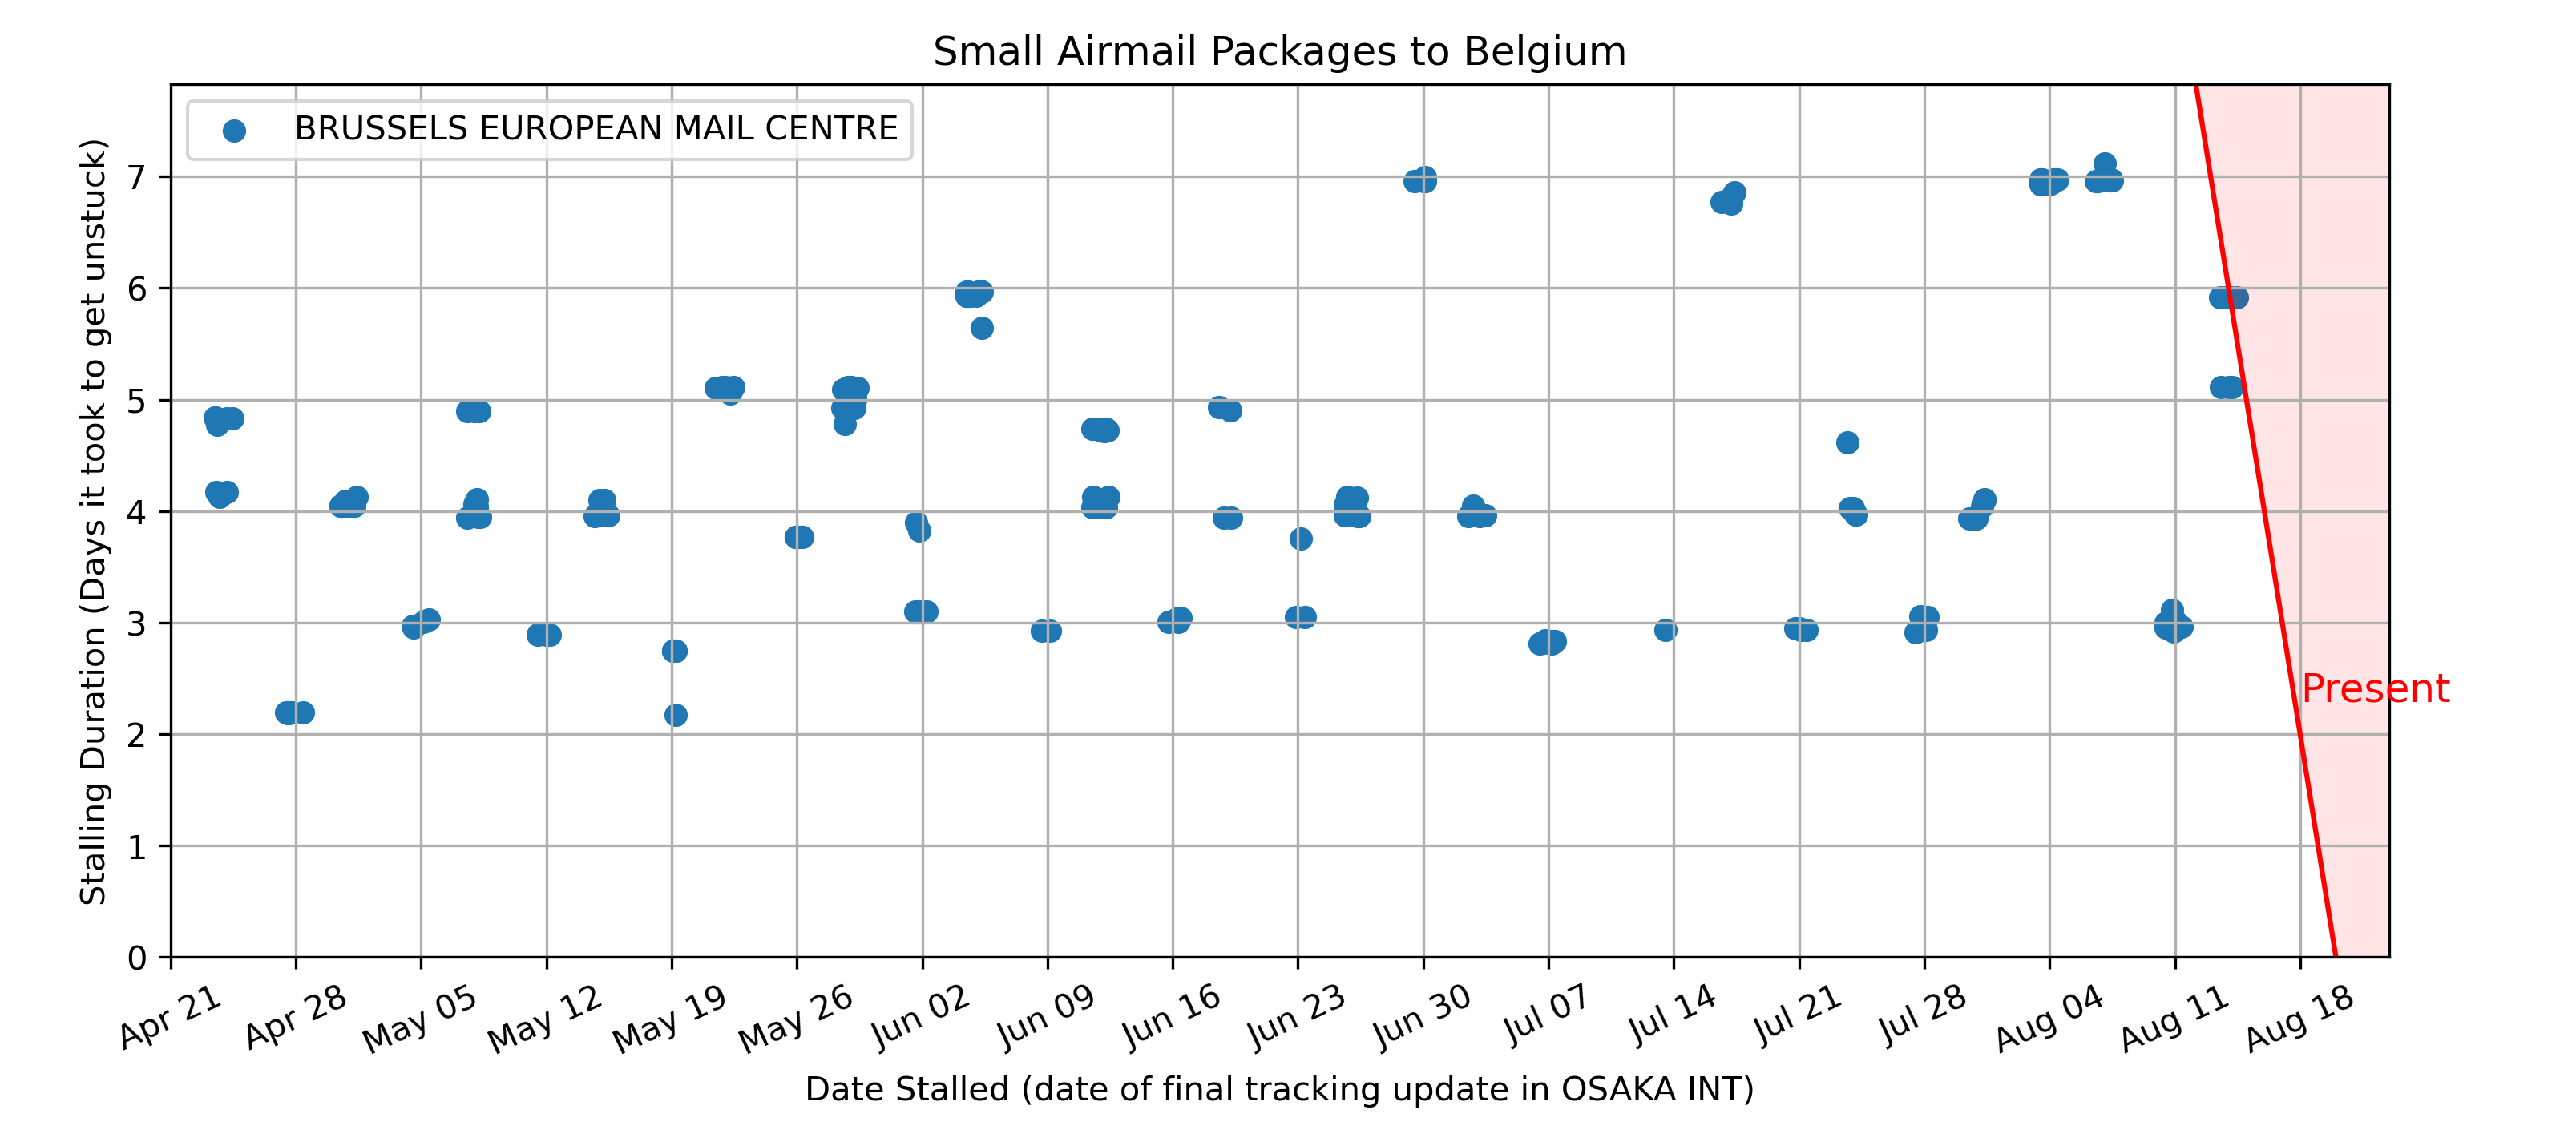 Small Airmail Packages to Belgium
BRUSSELS EUROPEAN MAIL CENTRE
Stalling Duration (Days it took to get unstuck)
7
6
5
4
3
2
1
0
Present
Apr 21
Apr 28
May 05
May 12
May 19
May 26
Jun 02
Jun 09
Jun 16
Jun 23
Jun 30
Jul 07
Jul 14
Jul 21
Jul 28
Aug 04
Aug 11
Aug 18
Date Stalled (date of final tracking update in OSAKA INT)